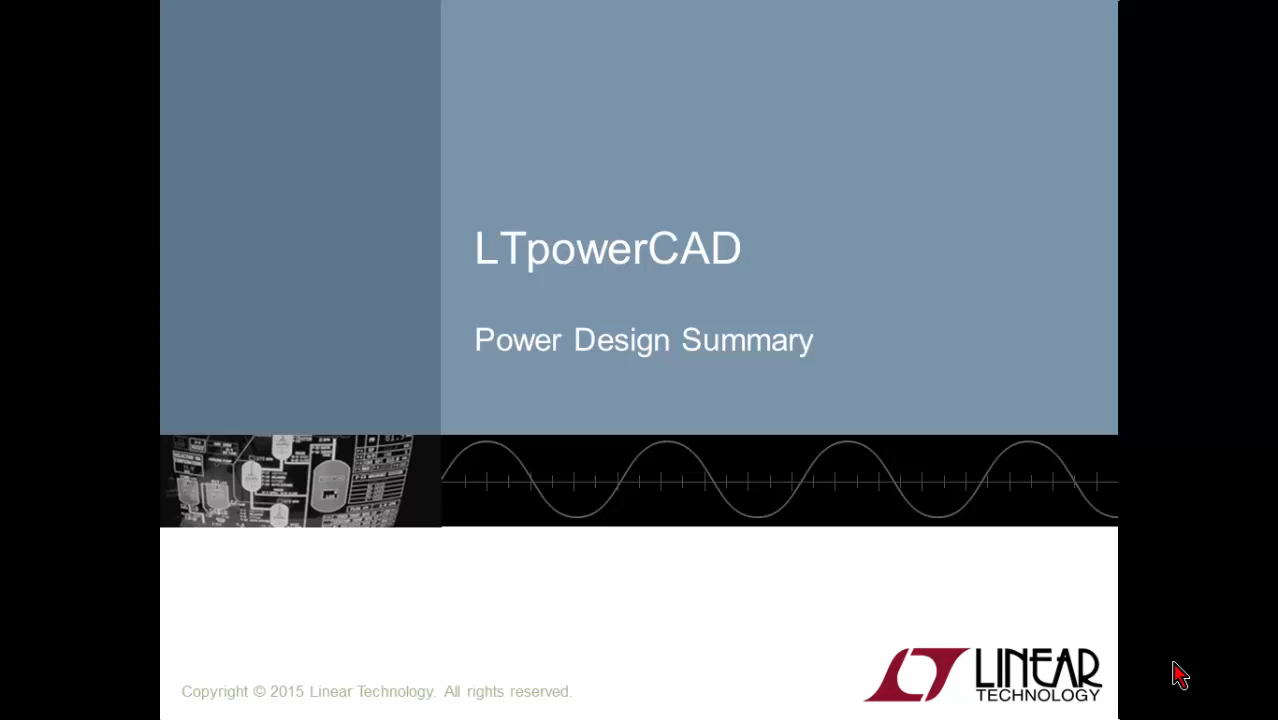 LTpowerCAD
Power Design Summary
Copyright © 2015 Linear Technology. All rights reserved.
LINEAR
TECHNOLOGY